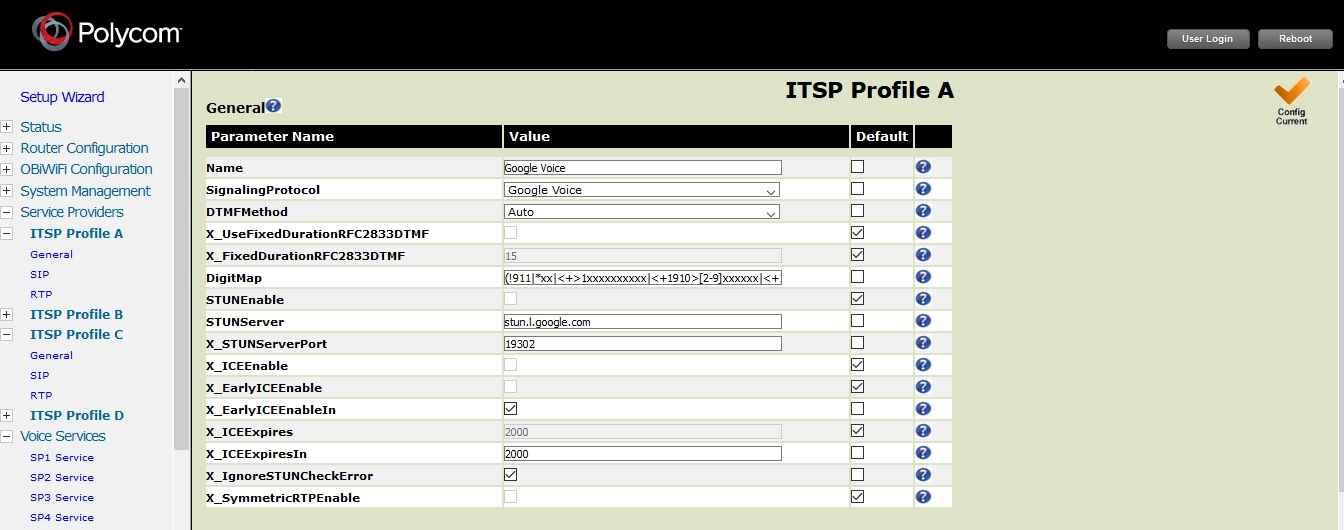 Polycom
User Login
Reboot
Setup Wizard
Status
Router Configuration
OBiWiFi Configuration
System Management
Service Providers
ITSP Profile A
General
SIP
RTP
ITSP Profile B
ITSP Profile C
General
SIP
RTP
ITSP Profile D
Voice Services
SP1 Service
SP2 Service
SP3 Service
SP4 Service
ITSP Profile A
Config
Current
General
Parameter Name Value Default
Name Google Voice
SignalingProtocol Google Voice
DTMFMethod Auto
X_UseFixedDurationRFC2833DTMF
X_FixedDurationRFC2833DTMF 15
DigitMap (!911|*xx|<+>1xxxxxxxxxx|<+1910>[2-9]xxxxxx|<+
STUNEnable
STUNServer stun.l.google.com
X_STUNServerPort 19302
X_ICEEnable
X_EarlyICEEnable
X_EarlyICEEnableIn
X_ICEExpires 2000
X_ICEExpiresIn 2000
X_IgnoreSTUNCheckError
X_SymmetricRTPEnable